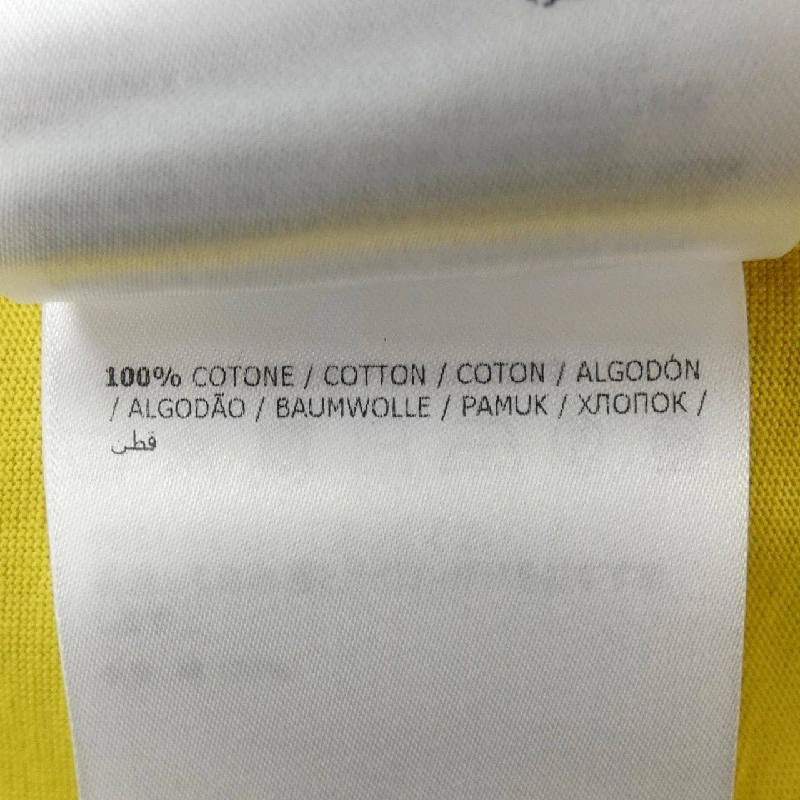 100% COTONE / COTTON / COTON / ALGODÓN
/ ALGODÃO / BAUMWOLLE / PAMUK / ХЛОПОК /
قطن